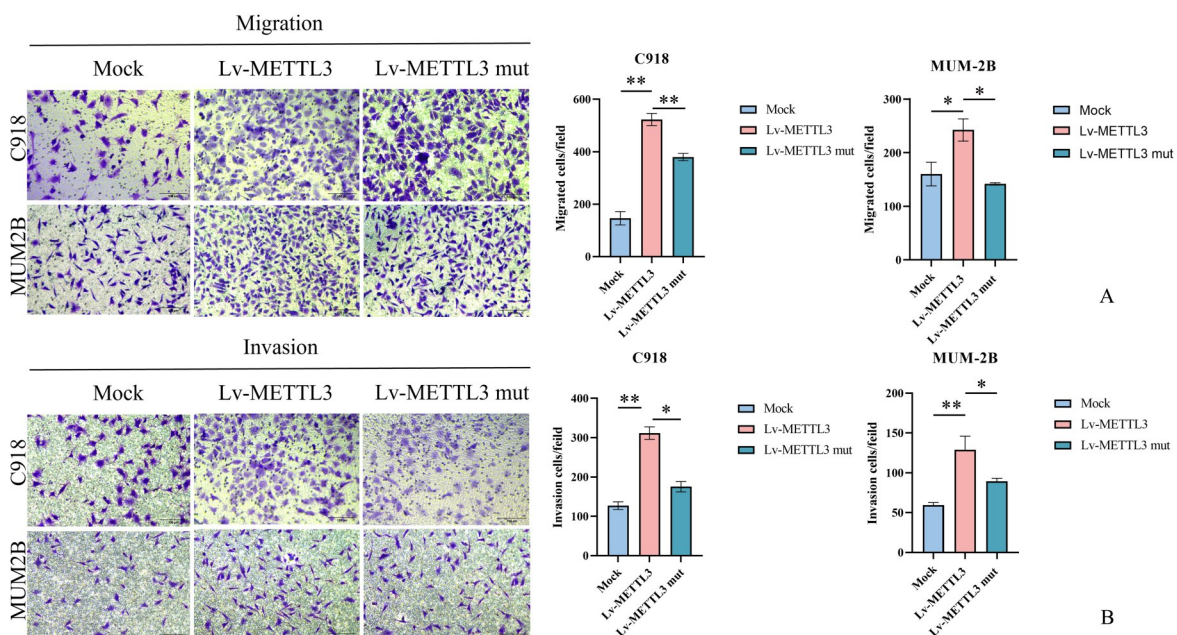 Migration
Mock Lv-METTL3 Lv-METTL3 mut
C918
MUM2B
C918
**
**
Migrated cells/field
600
400
200
0
Mock
Lv-METTL3
Lv-METTL3 mut
Mock
Lv-METTL3
Lv-METTL3 mut
MUM-2B
*
*
Migrated cells/field
300
200
100
0
Mock
Lv-METTL3
Lv-METTL3 mut
Mock
Lv-METTL3
Lv-METTL3 mut
A
Invasion
Mock Lv-METTL3 Lv-METTL3 mut
C918
MUM2B
C918
**
*
Invasion cells/feild
400
300
200
100
0
Mock
Lv-METTL3
Lv-METTL3 mut
Mock
Lv-METTL3
Lv-METTL3 mut
MUM-2B
**
*
Invasion cells/feild
200
150
100
50
0
Mock
Lv-METTL3
Lv-METTL3 mut
Mock
Lv-METTL3
Lv-METTL3 mut
B